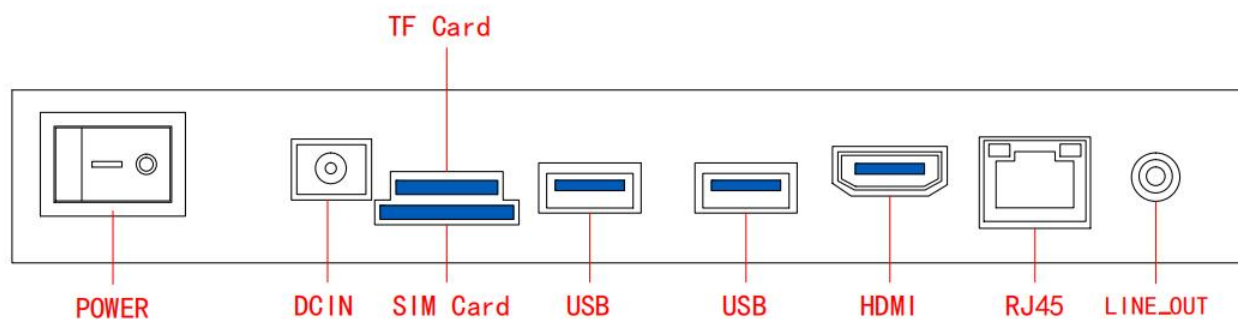 TF Card
POWER
DCIN
SIM Card
USB
USB
HDMI
RJ45
LINE_OUT